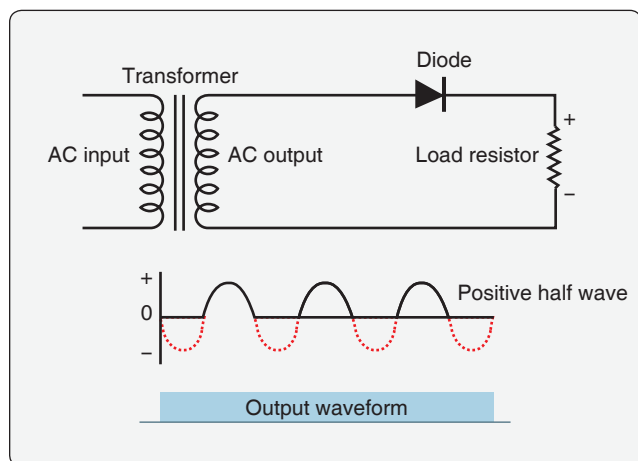 Diode
Transformer
+
AC input
AC output
Load resistor
−
+
Positive half wave
0
−
Output waveform